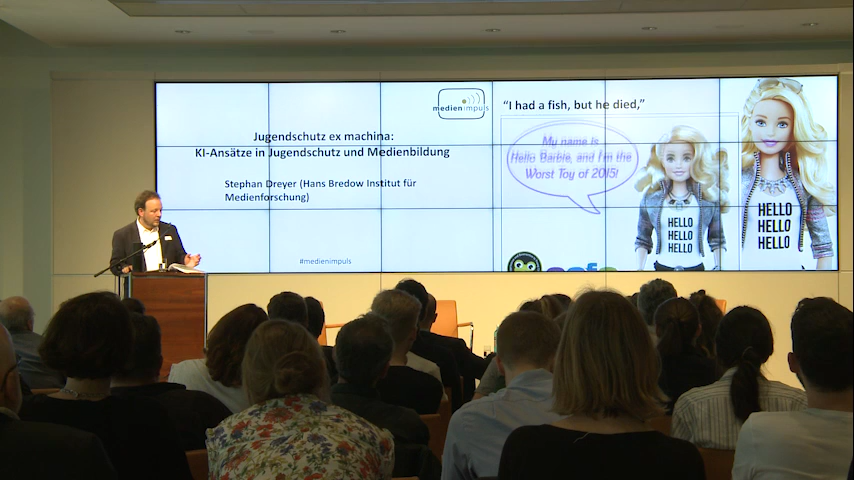 medienimpuls
Jugendschutz ex machina:
KI-Ansätze in Jugendschutz und Medienbildung
Stephan Dreyer (Hans Bredow Institut für
Medienforschung)
#medienimpuls
“I had a fish, but he died,”
My name is
Hello Barbie, and I'm the
Worst Toy of 2015!
HELLO
HELLO
HELLO
HELLO
HELLO
HELLO